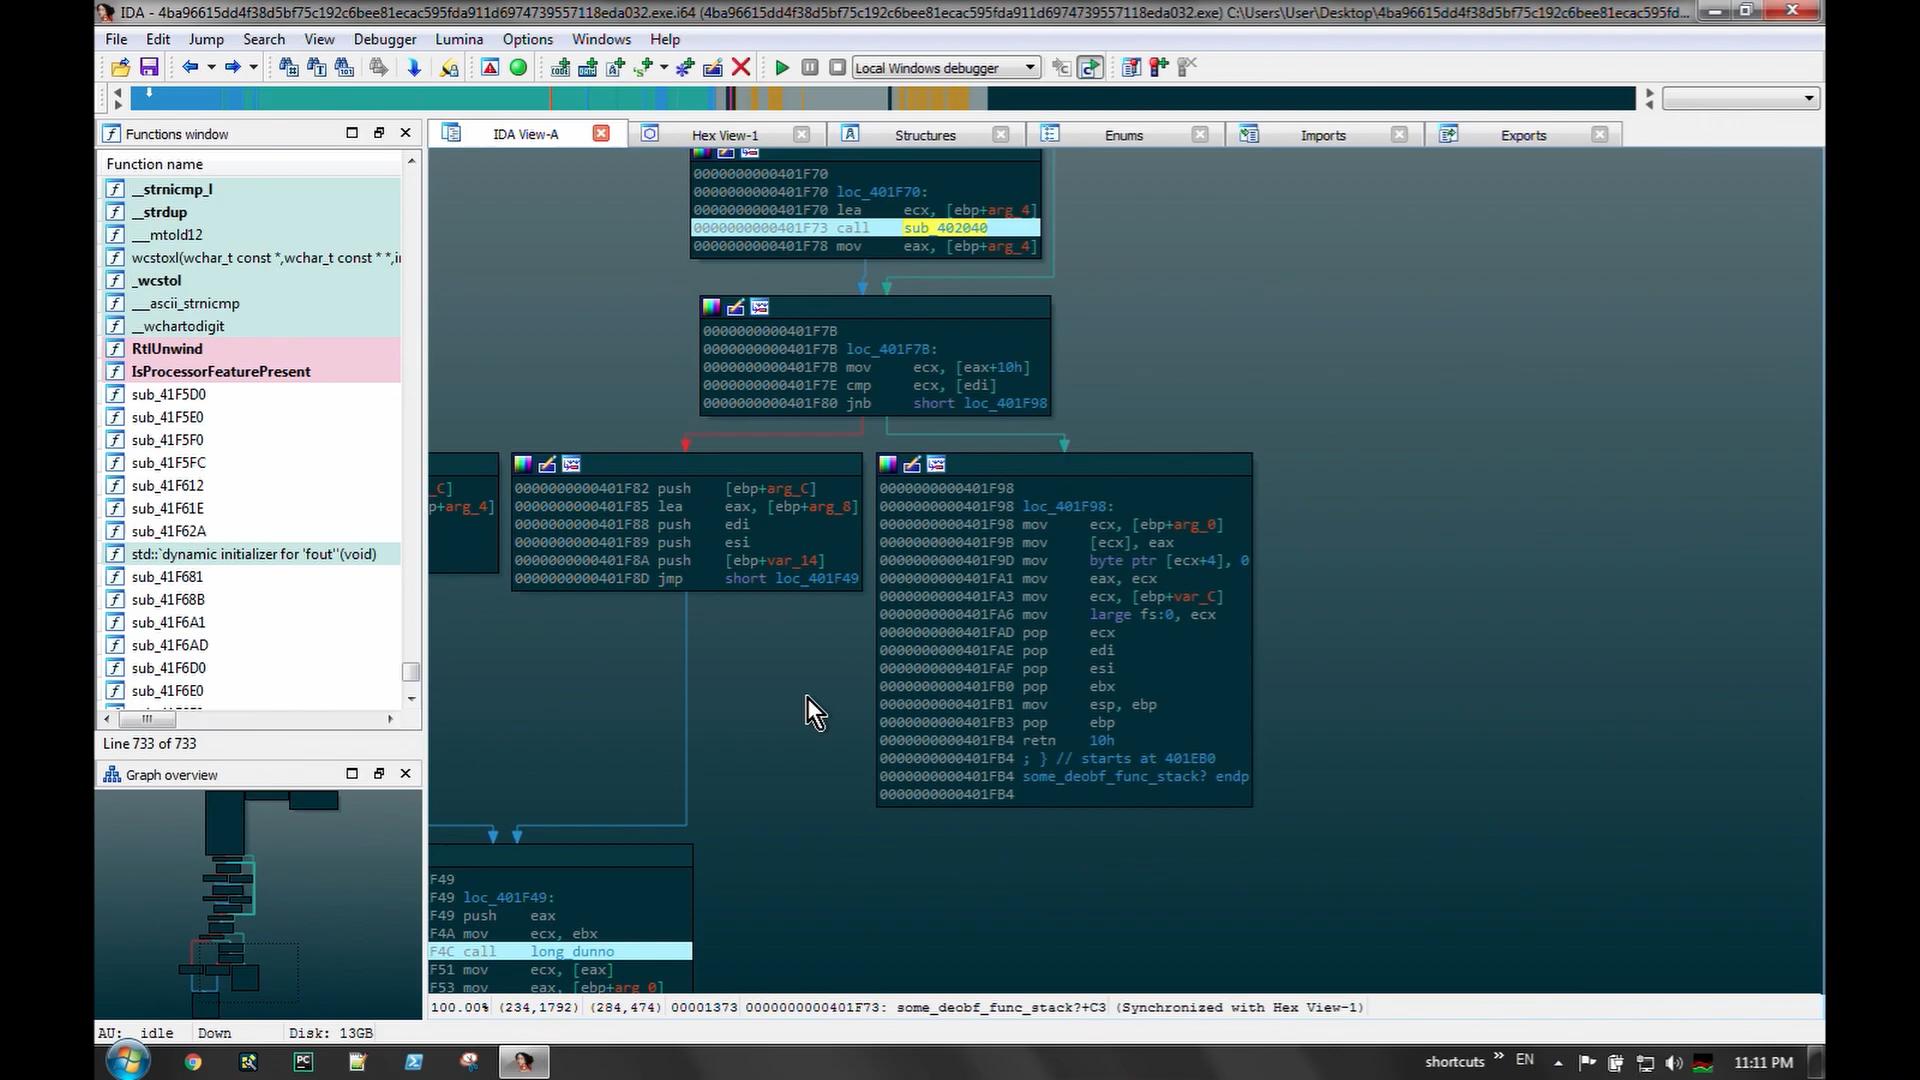 IDA - 4ba96615dd4f38d5bf75c192c6bee81ecac595fda911d6974739557118eda032.exe.i64 (4ba96615dd4f38d5bf75c192c6bee81ecac595fda911d6974739557118eda032.exe) C:\Users\User\Desktop\4ba96615dd4f38d5bf75c192c6bee81ecac595fd...
File Edit Jump Search View Debugger Lumina Options Windows Help
Local Windows debugger
Functions window
IDA View-A
Hex View-1
Structures
Enums
Imports
Exports
Function name
__strnicmp_l
__strdup
___mtold12
wcstoxl(wchar_t const *,wchar_t const * *,i
_wcstol
___ascii_strnicmp
__wchartodigit
RtlUnwind
IsProcessorFeaturePresent
sub_41F5D0
sub_41F5E0
sub_41F5F0
sub_41F5FC
sub_41F612
sub_41F61E
sub_41F62A
std::`dynamic initializer for 'fout''(void)
sub_41F681
sub_41F68B
sub_41F6A1
sub_41F6AD
sub_41F6D0
sub_41F6E0
Line 733 of 733
Graph overview
0000000000401F70
0000000000401F70 loc_401F70:
0000000000401F70 lea ecx, [ebp+arg_4]
0000000000401F73 call sub_402040
0000000000401F78 mov eax, [ebp+arg_4]
0000000000401F7B
0000000000401F7B loc_401F7B:
0000000000401F7B mov ecx, [eax+10h]
0000000000401F7E cmp ecx, [edi]
0000000000401F80 jnb short loc_401F98
_C]
p+arg_4]
0000000000401F82 push [ebp+arg_C]
0000000000401F85 lea eax, [ebp+arg_8]
0000000000401F88 push edi
0000000000401F89 push esi
0000000000401F8A push [ebp+var_14]
0000000000401F8D jmp short loc_401F49
0000000000401F98
0000000000401F98 loc_401F98:
0000000000401F98 mov ecx, [ebp+arg_0]
0000000000401F9B mov [ecx], eax
0000000000401F9D mov byte ptr [ecx+4], 0
0000000000401FA1 mov eax, ecx
0000000000401FA3 mov ecx, [ebp+var_C]
0000000000401FA6 mov large fs:0, ecx
0000000000401FAD pop ecx
0000000000401FAE pop edi
0000000000401FAF pop esi
0000000000401FB0 pop ebx
0000000000401FB1 mov esp, ebp
0000000000401FB3 pop ebp
0000000000401FB4 retn 10h
0000000000401FB4 ; } // starts at 401EB0
0000000000401FB4 some_deobf_func_stack? endp
0000000000401FB4
F49
F49 loc_401F49:
F49 push eax
F4A mov ecx, ebx
F4C call long_dunno
F51 mov ecx, [eax]
F53 mov eax, [ebp+arg_0]
100.00% (234,1792) (284,474) 00001373 0000000000401F73: some_deobf_func_stack?+C3 (Synchronized with Hex View-1)
AU: idle Down Disk: 13GB
shortcuts » EN 11:11 PM